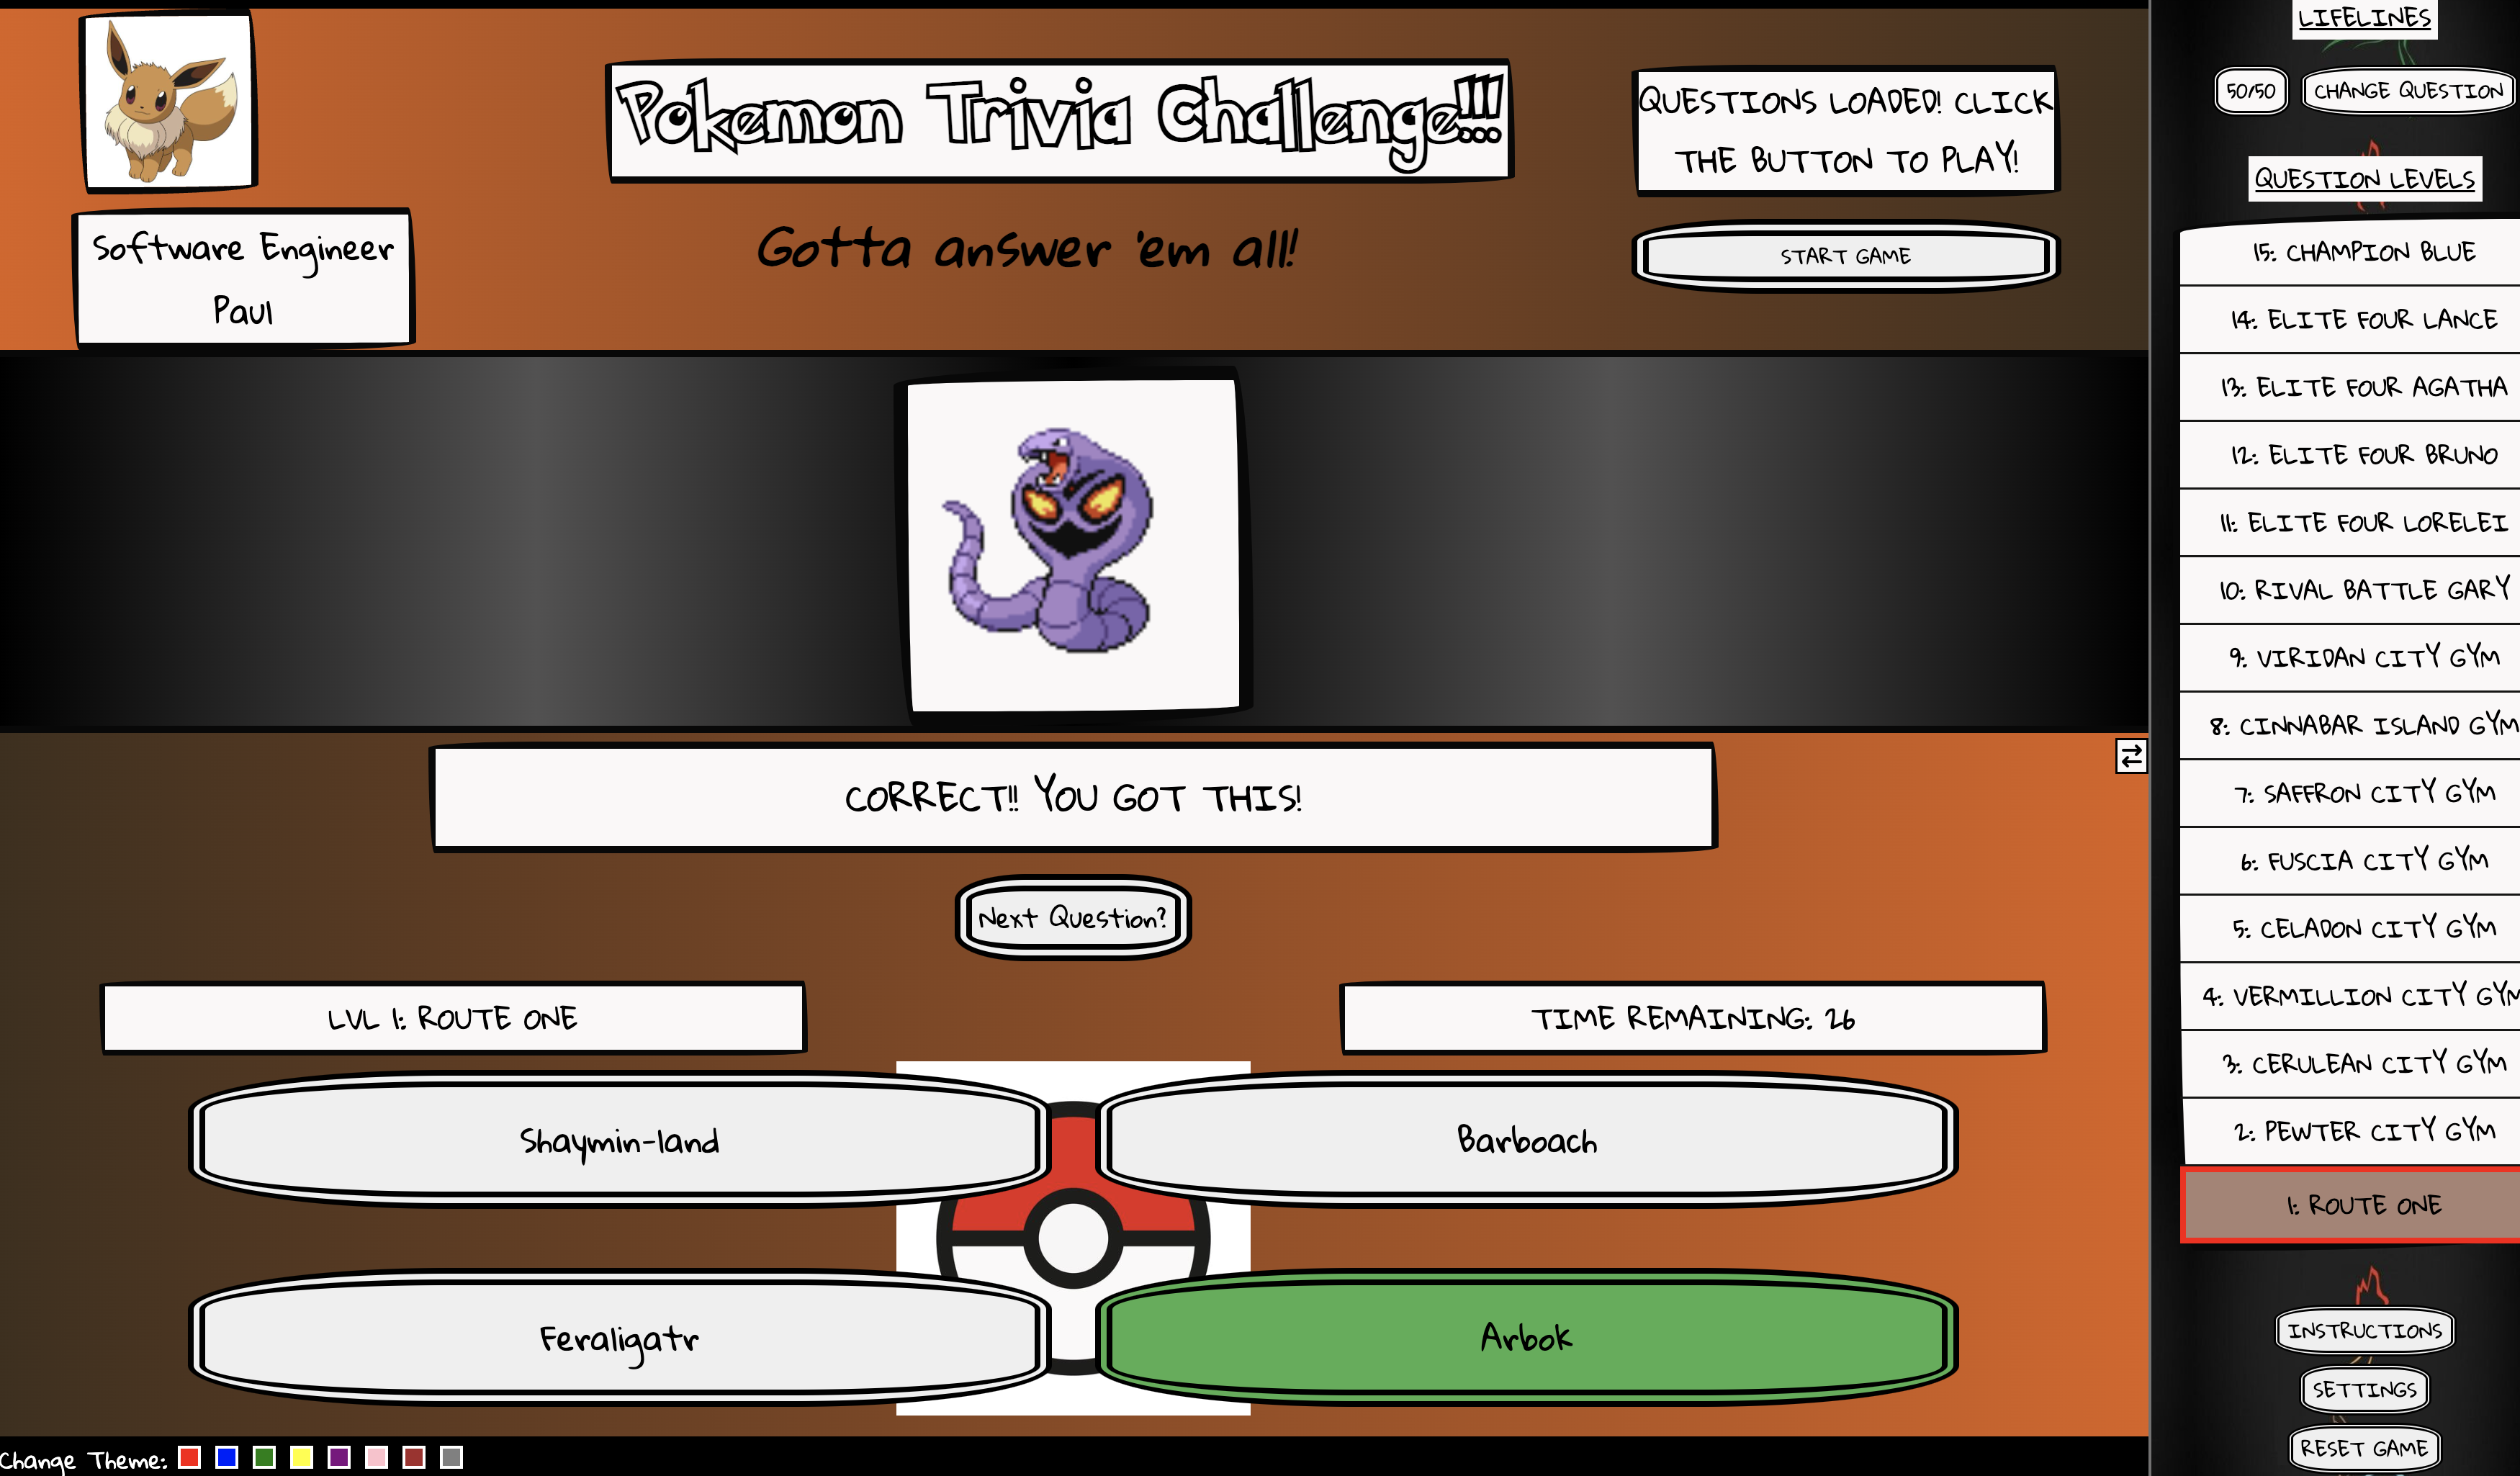 Pokemon Trivia Challenge!!!
Gotta answer 'em all!
Software Engineer
Paul
QUESTIONS LOADED! CLICK
THE BUTTON TO PLAY!
START GAME
CORRECT!! YOU GOT THIS!
Next Question?
LVL 1: ROUTE ONE
TIME REMAINING: 26
Shaymin-land
Barboach
Feraligatr
Arbok
Change Theme:
LIFELINES
50/50
CHANGE QUESTION
QUESTION LEVELS
15: CHAMPION BLUE
14: ELITE FOUR LANCE
13: ELITE FOUR AGATHA
12: ELITE FOUR BRUNO
11: ELITE FOUR LORELEI
10: RIVAL BATTLE GARY
9: VIRIDAN CITY GYM
8: CINNABAR ISLAND GYM
7: SAFFRON CITY GYM
6: FUSCIA CITY GYM
5: CELADON CITY GYM
4: VERMILLION CITY GYM
3: CERULEAN CITY GYM
2: PEWTER CITY GYM
1: ROUTE ONE
INSTRUCTIONS
SETTINGS
RESET GAME